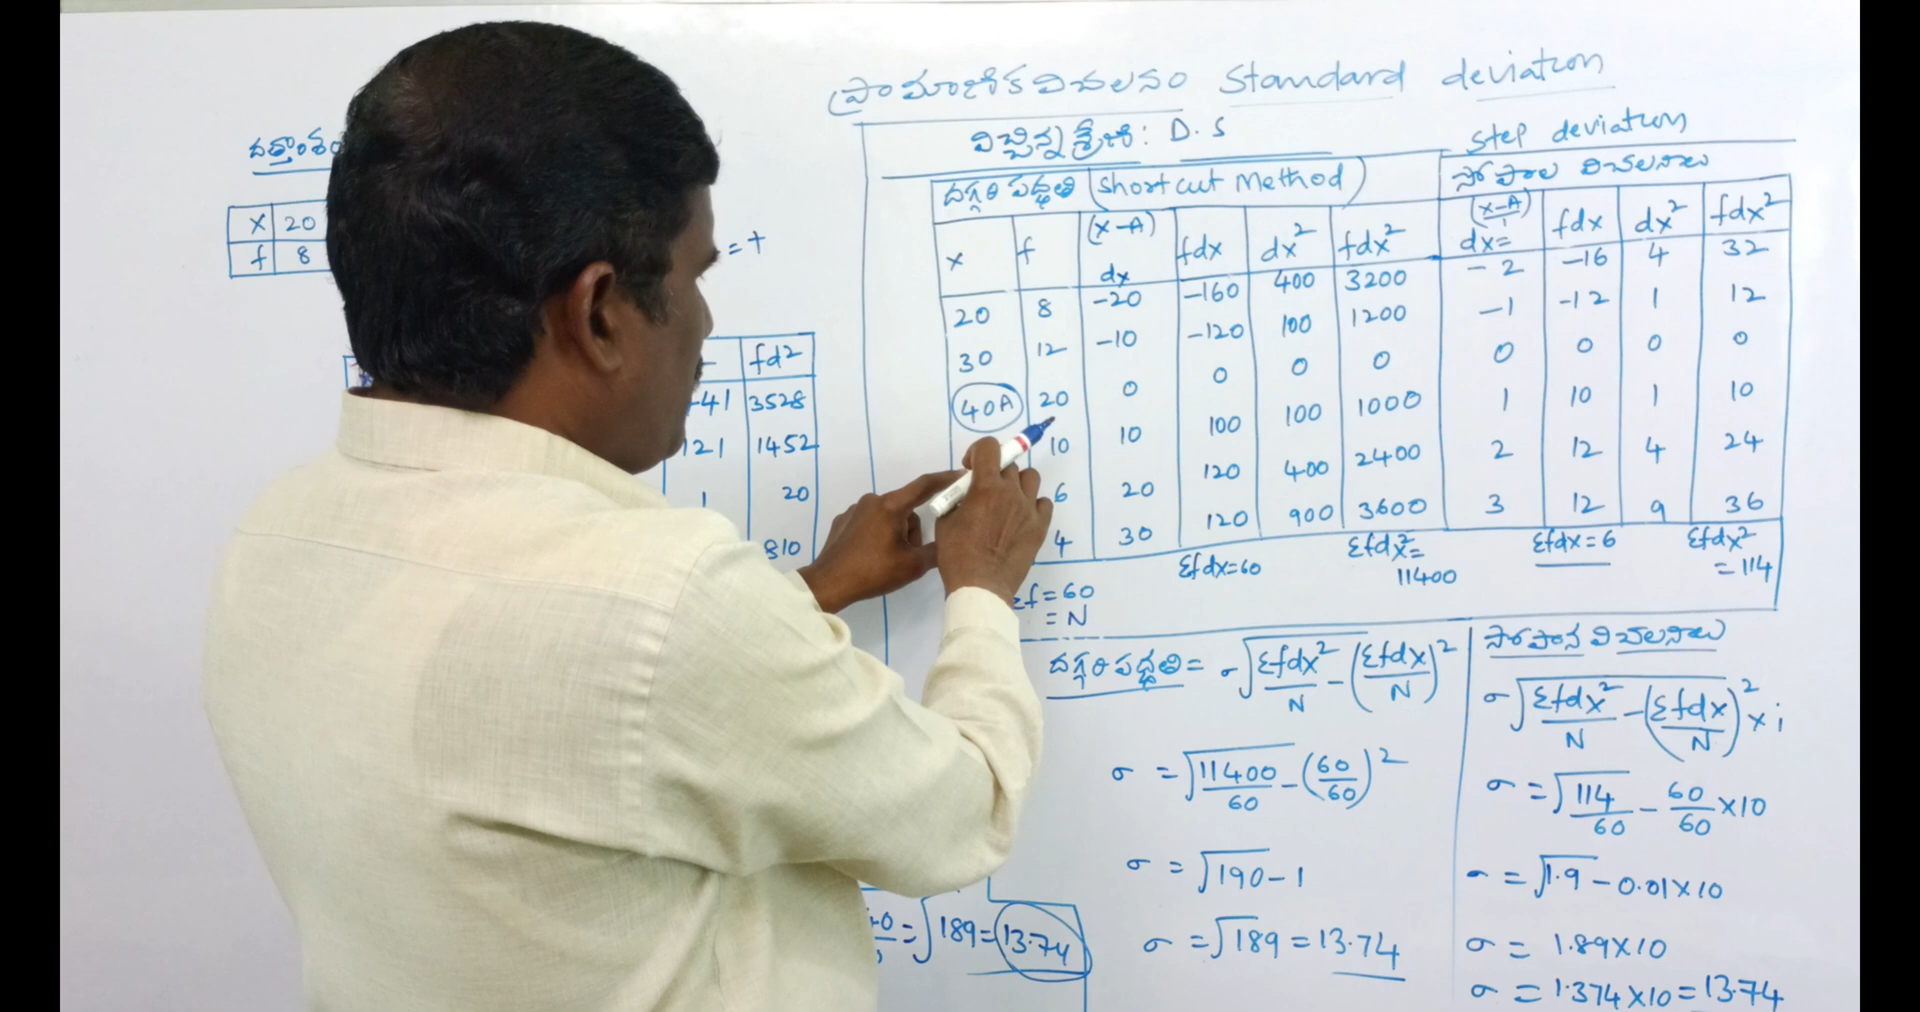 ప్రామాణిక విచలనం Standard deviation
విచ్ఛిన్న శ్రేణి: D.S
Step deviation
దగ్గరి పద్ధతి (Shortcut Method)
సోపాల విచలనాలు
x f (x-A) dx fdx dx² fdx² (x-A)/i dx= fdx dx² fdx²
20 8 -20 -160 400 3200 -2 -16 4 32
30 12 -10 -120 100 1200 -1 -12 1 12
40A 20 0 0 0 0 0 0 0 0
10 10 100 100 1000 1 10 1 10
6 20 120 400 2400 2 12 4 24
4 30 120 900 3600 3 12 9 36
Σf=60 =N Σfdx=60 Σfdx²=11400 Σfdx=6 Σfdx²=114
దగ్గరి పద్ధతి = σ√Σfdx²/N - (Σfdx/N)²
σ = √11400/60 - (60/60)²
σ = √190-1
σ = √189 = 13.74
సోపాన విచలనాలు
σ√Σfdx²/N - (Σfdx/N)² x i
σ = √114/60 - 60/60 x10
σ = √1.9 - 0.01x10
σ = 1.89x10
σ = 1.374x10 = 13.74
దత్తాంశం
x 20
f 8
= +
fd²
41 3528
121 1452
1 20
810
= √189 = 13.74